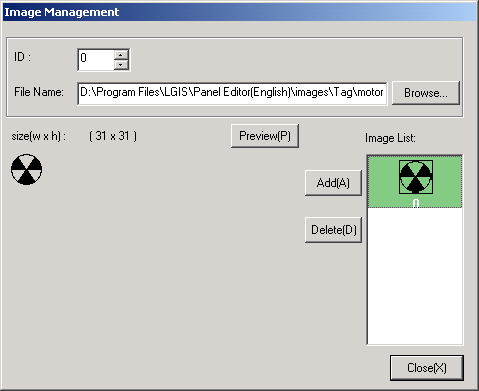 Image Management
ID :
0
File Name:
D:\Program Files\LGIS\Panel Editor(English)\images\Tag\motor
Browse...
size(w x h) : ( 31 x 31 )
Preview(P)
Image List:
Add(A)
0
Delete(D)
Close(X)